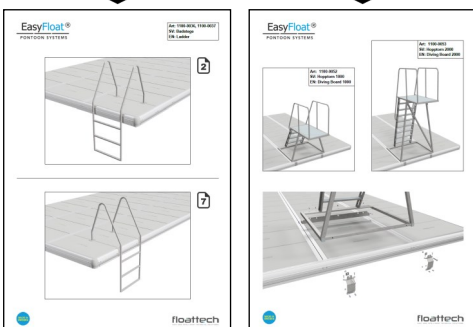 EasyFloat®
PONTOON SYSTEMS
Art: 1100-0036, 1100-0037
SV: Badstege
EN: Ladder
2
7
floattech
EasyFloat®
PONTOON SYSTEMS
Art: 1100-0052
SV: Hopptorn 1000
EN: Diving Board 1000
Art: 1100-0053
SV: Hopptorn 2000
EN: Diving Board 2000
floattech